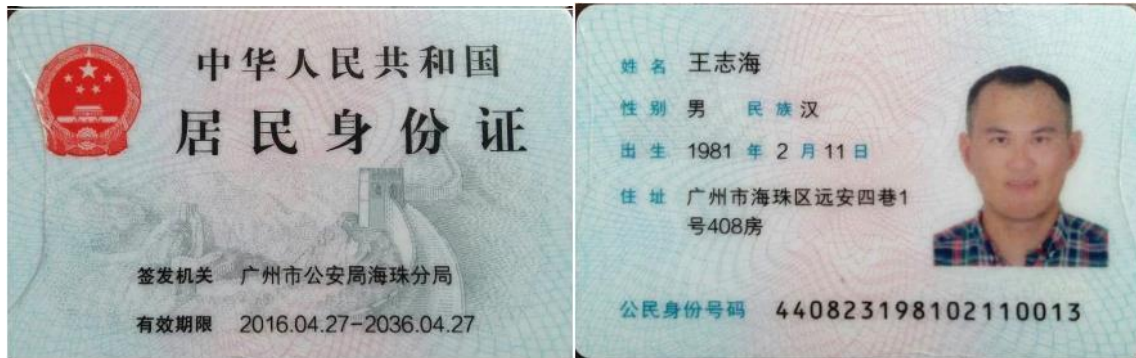 中华人民共和国
居民身份证
签发机关 广州市公安局海珠分局
有效期限 2016.04.27-2036.04.27
姓名 王志海
性别 男 民族 汉
出生 1981 年 2 月 11 日
住址 广州市海珠区远安四巷1
号408房
公民身份号码 440823198102110013